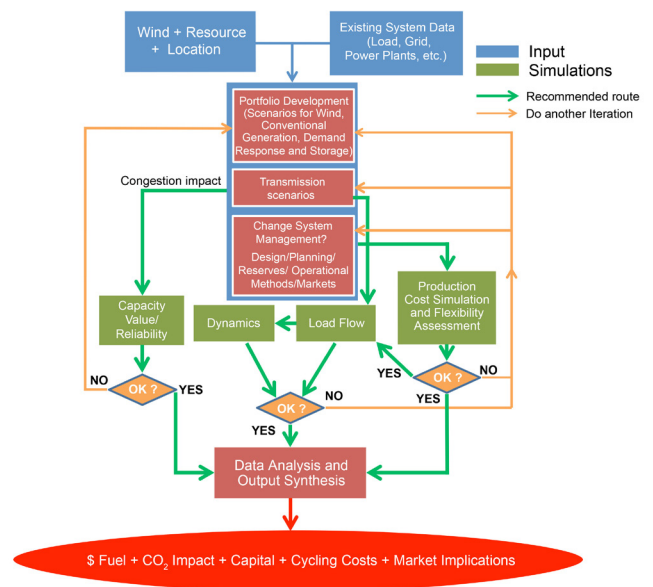 Wind + Resource
+ Location
Existing System Data
(Load, Grid,
Power Plants, etc.)
Input
Simulations
Recommended route
Do another Iteration
Portfolio Development
(Scenarios for Wind,
Conventional
Generation, Demand
Response and Storage)
Congestion impact
Transmission
scenarios
Change System
Management?
Design/Planning/
Reserves/ Operational
Methods/Markets
Capacity
Value/
Reliability
Dynamics
Load Flow
Production
Cost Simulation
and Flexibility
Assessment
NO
OK ?
YES
OK ?
NO
YES
YES
OK ?
NO
YES
Data Analysis and
Output Synthesis
$ Fuel + CO₂ Impact + Capital + Cycling Costs + Market Implications